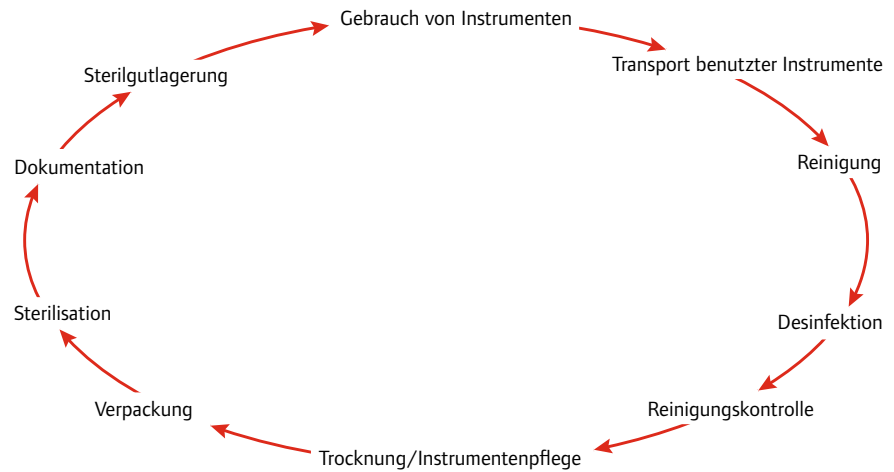 Gebrauch von Instrumenten
Transport benutzter Instrumente
Reinigung
Desinfektion
Reinigungskontrolle
Trocknung/Instrumentenpflege
Verpackung
Sterilisation
Dokumentation
Sterilgutlagerung